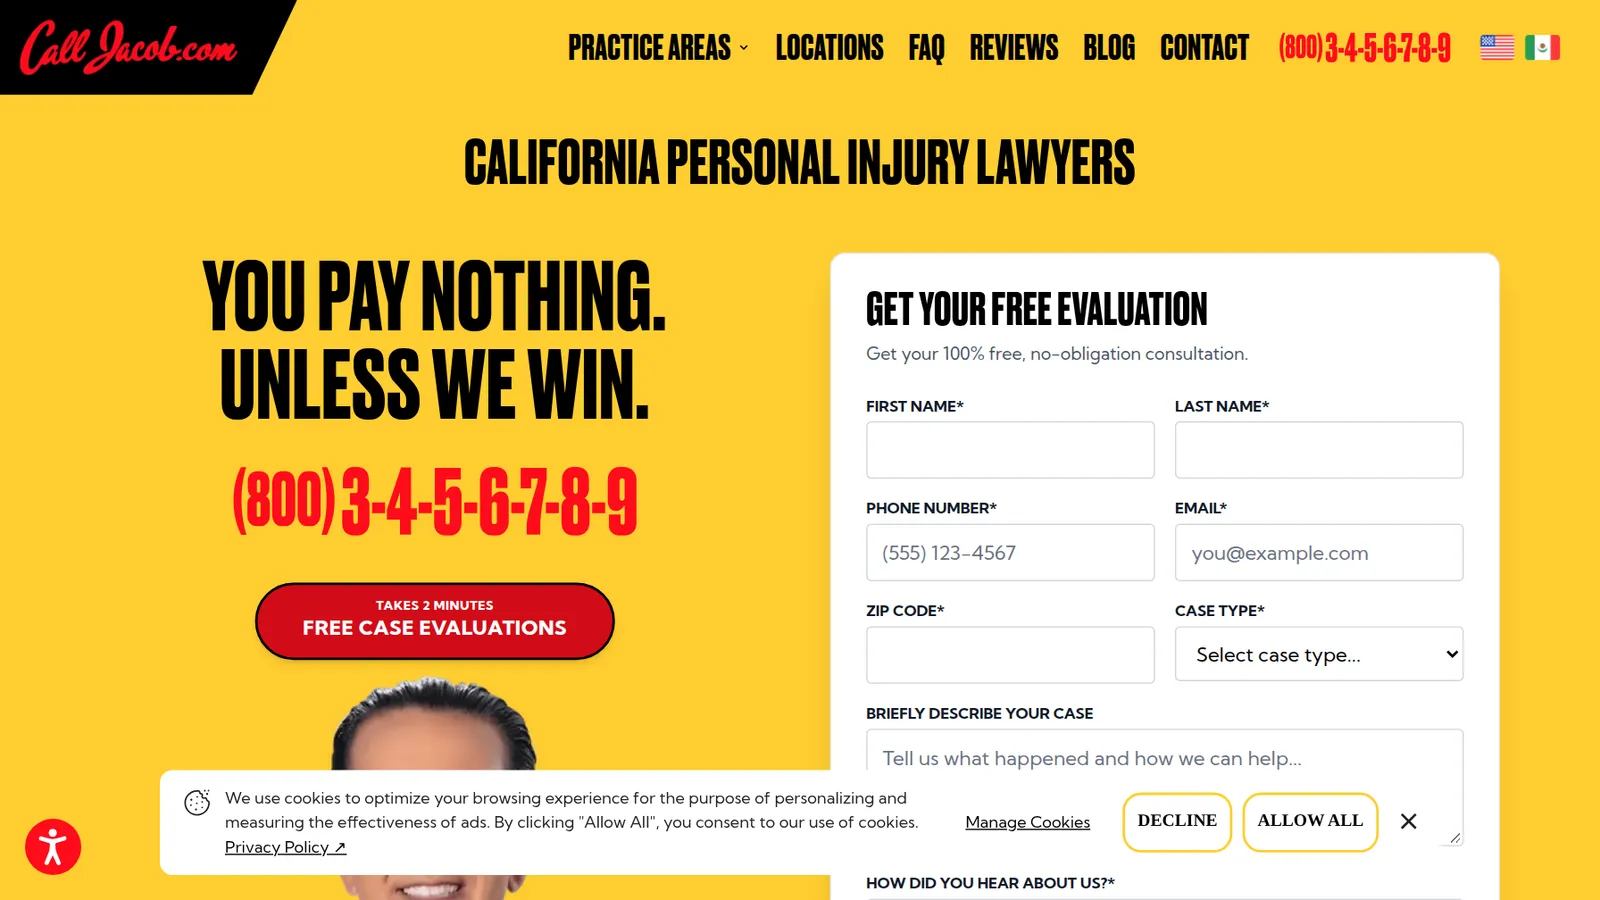 Call Jacob.com
PRACTICE AREAS
LOCATIONS
FAQ
REVIEWS
BLOG
CONTACT
(800) 3-4-5-6-7-8-9
CALIFORNIA PERSONAL INJURY LAWYERS
YOU PAY NOTHING.
UNLESS WE WIN.
(800) 3-4-5-6-7-8-9
TAKES 2 MINUTES
FREE CASE EVALUATIONS
GET YOUR FREE EVALUATION
Get your 100% free, no-obligation consultation.
FIRST NAME*
LAST NAME*
PHONE NUMBER*
EMAIL*
(555) 123-4567
you@example.com
ZIP CODE*
CASE TYPE*
Select case type...
BRIEFLY DESCRIBE YOUR CASE
Tell us what happened and how we can help...
We use cookies to optimize your browsing experience for the purpose of personalizing and
measuring the effectiveness of ads. By clicking "Allow All", you consent to our use of cookies.
Privacy Policy ↗
Manage Cookies
DECLINE
ALLOW ALL
HOW DID YOU HEAR ABOUT US?*